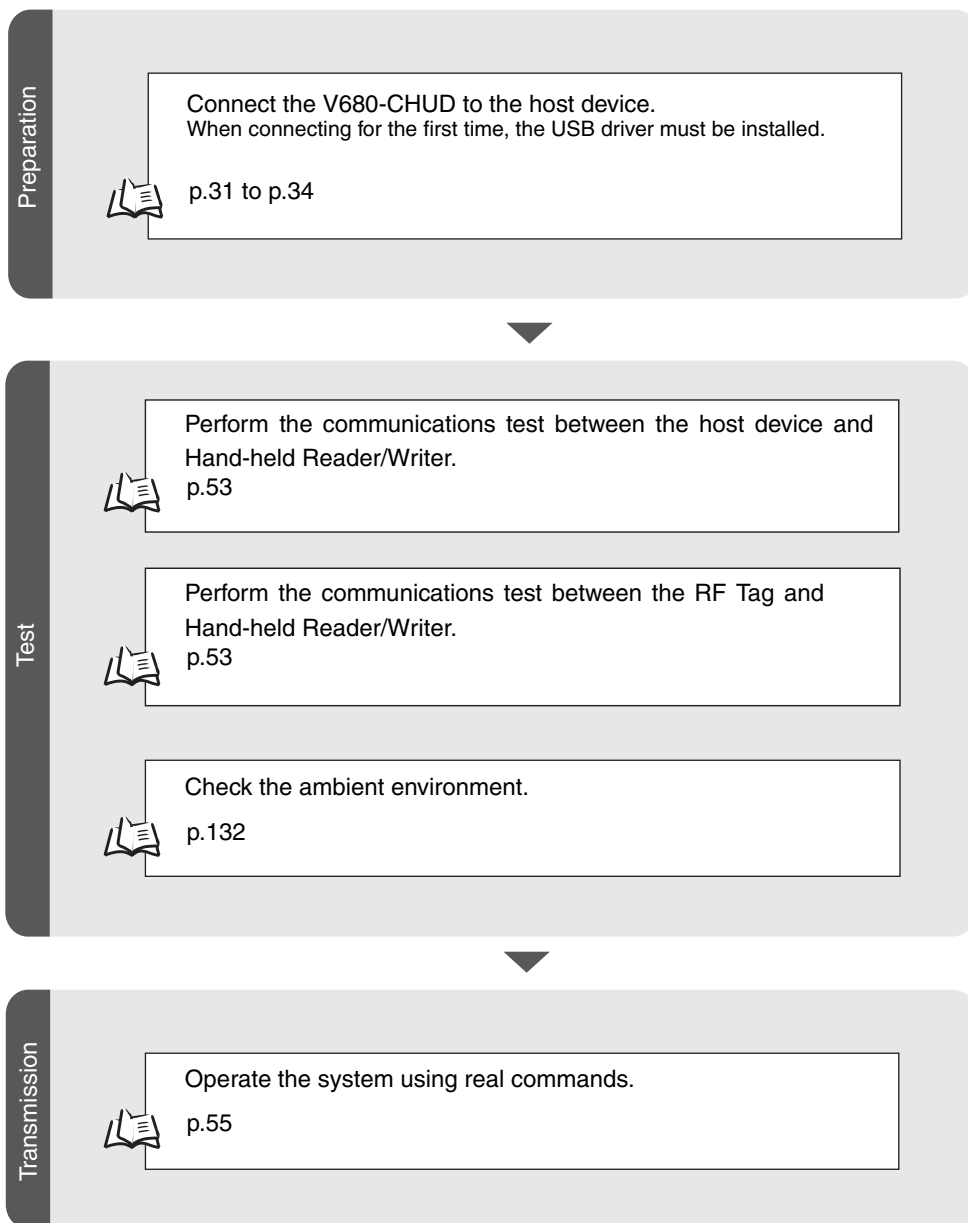 Preparation
Connect the V680-CHUD to the host device.
When connecting for the first time, the USB driver must be installed.
p.31 to p.34
Test
Perform the communications test between the host device and
Hand-held Reader/Writer.
p.53
Perform the communications test between the RF Tag and
Hand-held Reader/Writer.
p.53
Check the ambient environment.
p.132
Transmission
Operate the system using real commands.
p.55